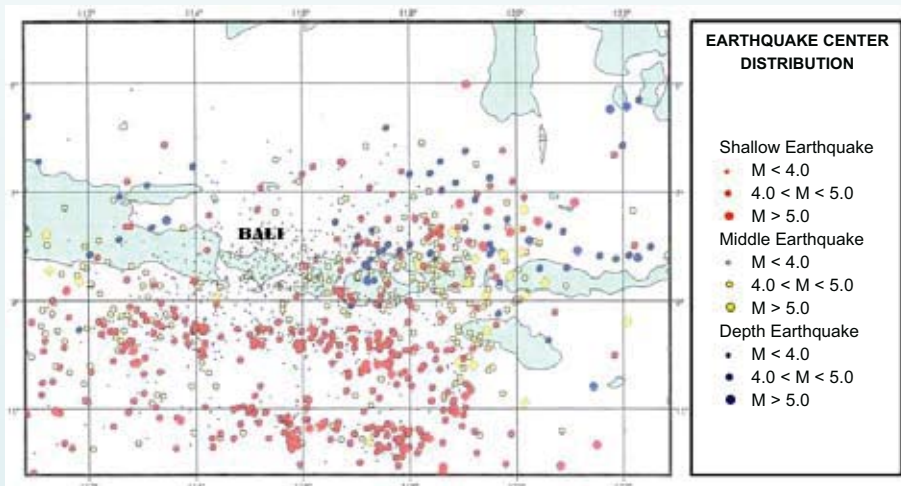 BALI
EARTHQUAKE CENTER
DISTRIBUTION
Shallow Earthquake
M < 4.0
4.0 < M < 5.0
M > 5.0
Middle Earthquake
M < 4.0
4.0 < M < 5.0
M > 5.0
Depth Earthquake
M < 4.0
4.0 < M < 5.0
M > 5.0